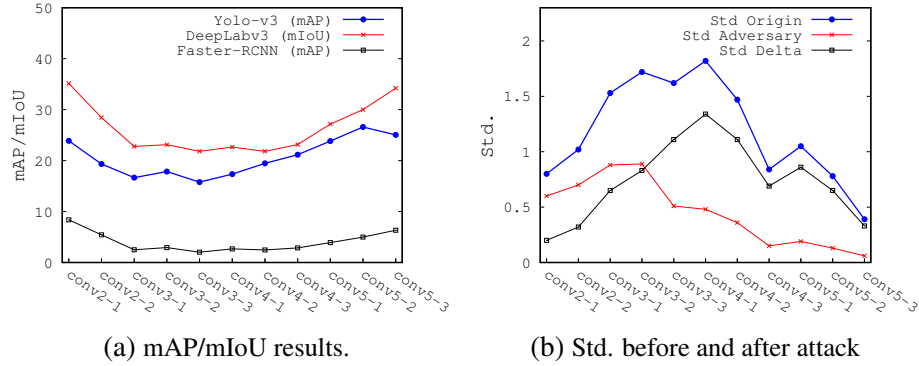 50
40
30
20
10
0
mAP/mIoU
Yolo-v3 (mAP)
DeepLabv3 (mIoU)
Faster-RCNN (mAP)
conv2-1
conv2-2
conv3-1
conv3-2
conv3-3
conv4-1
conv4-2
conv4-3
conv5-1
conv5-2
conv5-3
(a) mAP/mIoU results.
2
1.5
1
0.5
0
Std.
Std Origin
Std Adversary
Std Delta
conv2-1
conv2-2
conv3-1
conv3-2
conv3-3
conv4-1
conv4-2
conv4-3
conv5-1
conv5-2
conv5-3
(b) Std. before and after attack